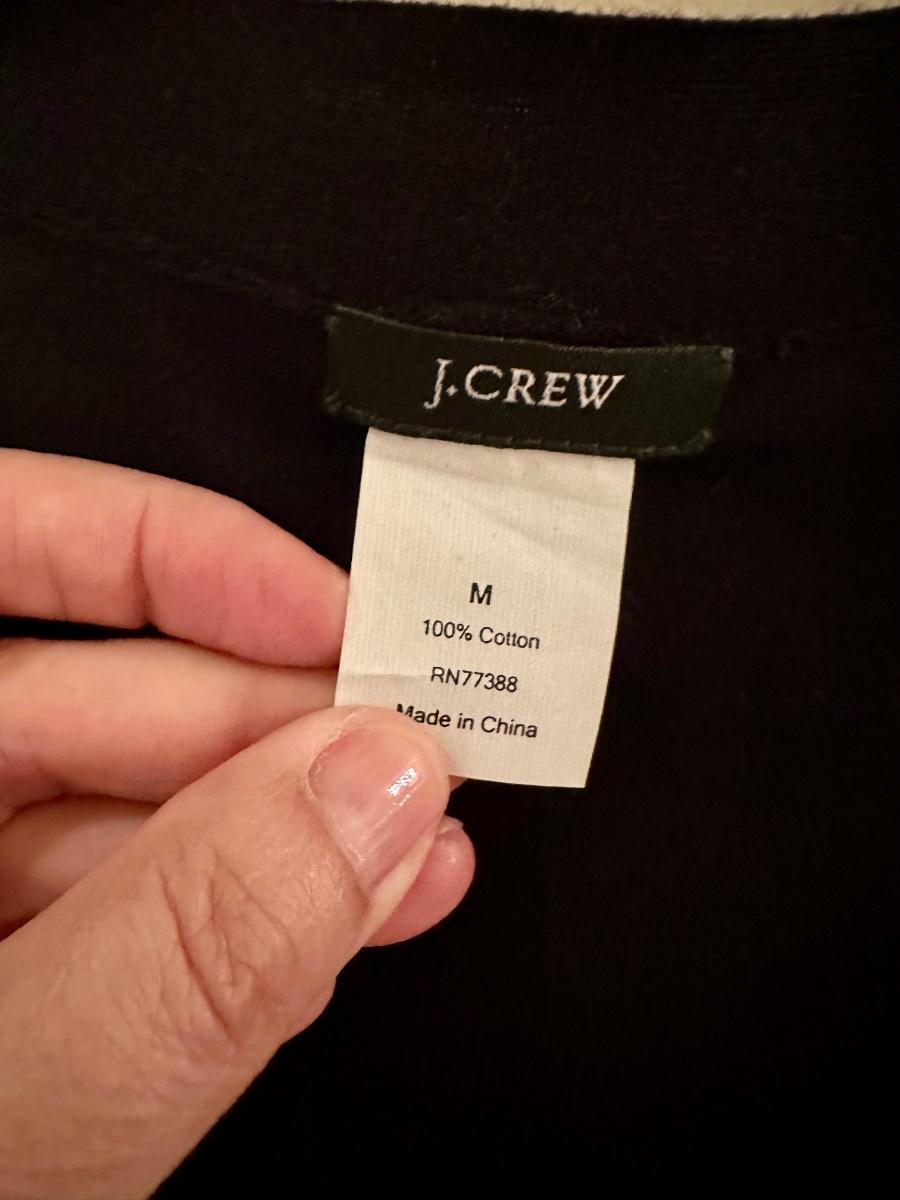 J.CREW
M
100% Cotton
RN77388
Made in China